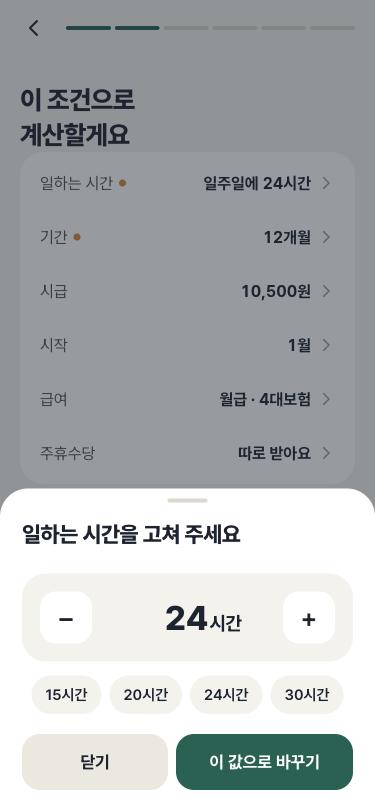 이 조건으로
계산할게요
일하는 시간 일주일에 24시간
기간 12개월
시급 10,500원
시작 1월
급여 월급 · 4대보험
주휴수당 따로 받아요
일하는 시간을 고쳐 주세요
− 24시간 +
15시간 20시간 24시간 30시간
닫기 이 값으로 바꾸기